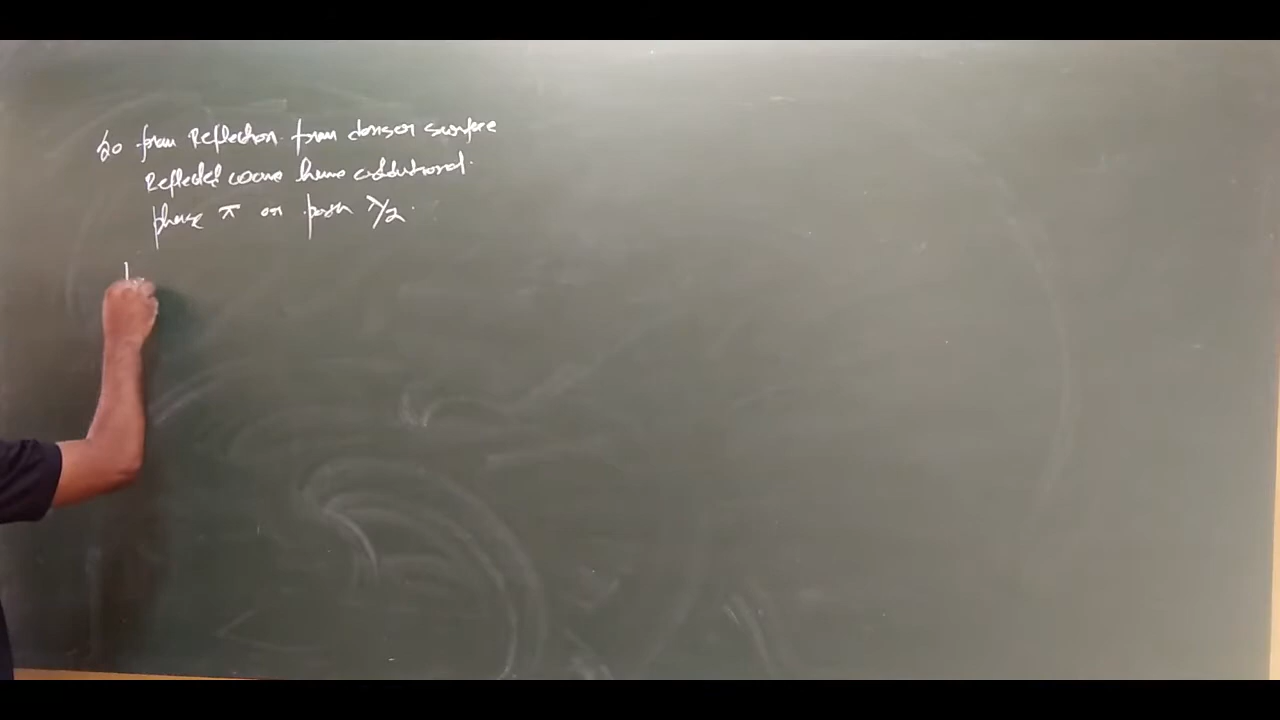 So from Reflection from denser surface
Reflected wave have additional
phase π or path λ/2.